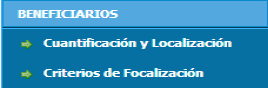 BENEFICIARIOS
Cuantificación y Localización
Criterios de Focalización